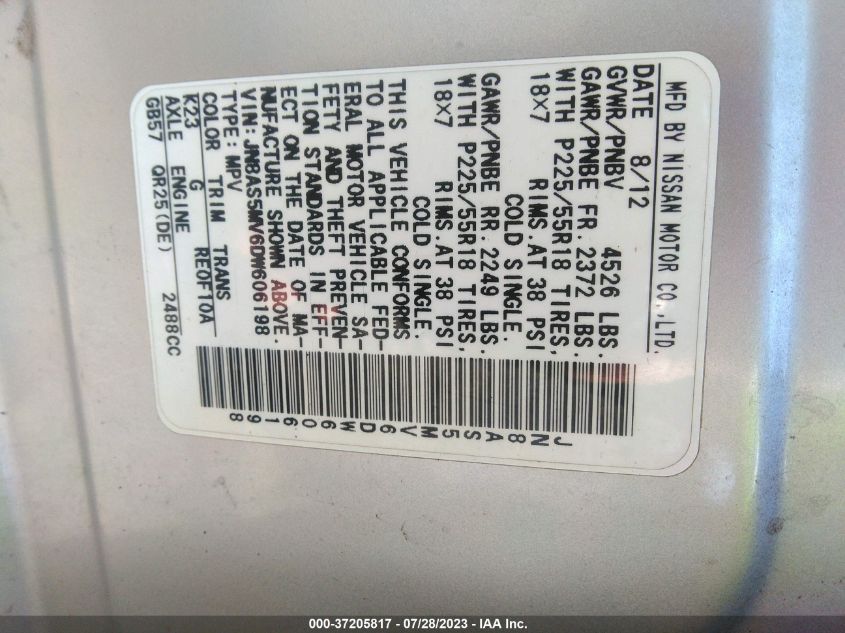 MFD BY NISSAN MOTOR CO.,LTD.
DATE 8/12
GVWR/PNBV 4526 LBS.
GAWR/PNBE FR. 2372 LBS.
WITH P225/55R18 TIRES,
18X7 RIMS.AT 38 PSI
COLD SINGLE.
GAWR/PNBE RR. 2249 LBS.
WITH P225/55R18 TIRES,
18X7 RIMS AT 38 PSI
COLD SINGLE.
THIS VEHICLE CONFORMS
TO ALL APPLICABLE FED-
ERAL MOTOR VEHICLE SA-
FETY AND THEFT PREVEN-
TION STANDARDS IN EFF-
ECT ON THE DATE OF MA-
NUFACTURE SHOWN ABOVE.
VIN: JN8AS5MV6DW606198
TYPE: MPV
COLOR TRIM TRANS
K23 G RE0F10A
AXLE ENGINE
GB57 QR25(DE) 2488CC
JN8AS5MV6DW606198
000-37205817 - 07/28/2023 - IAA Inc.